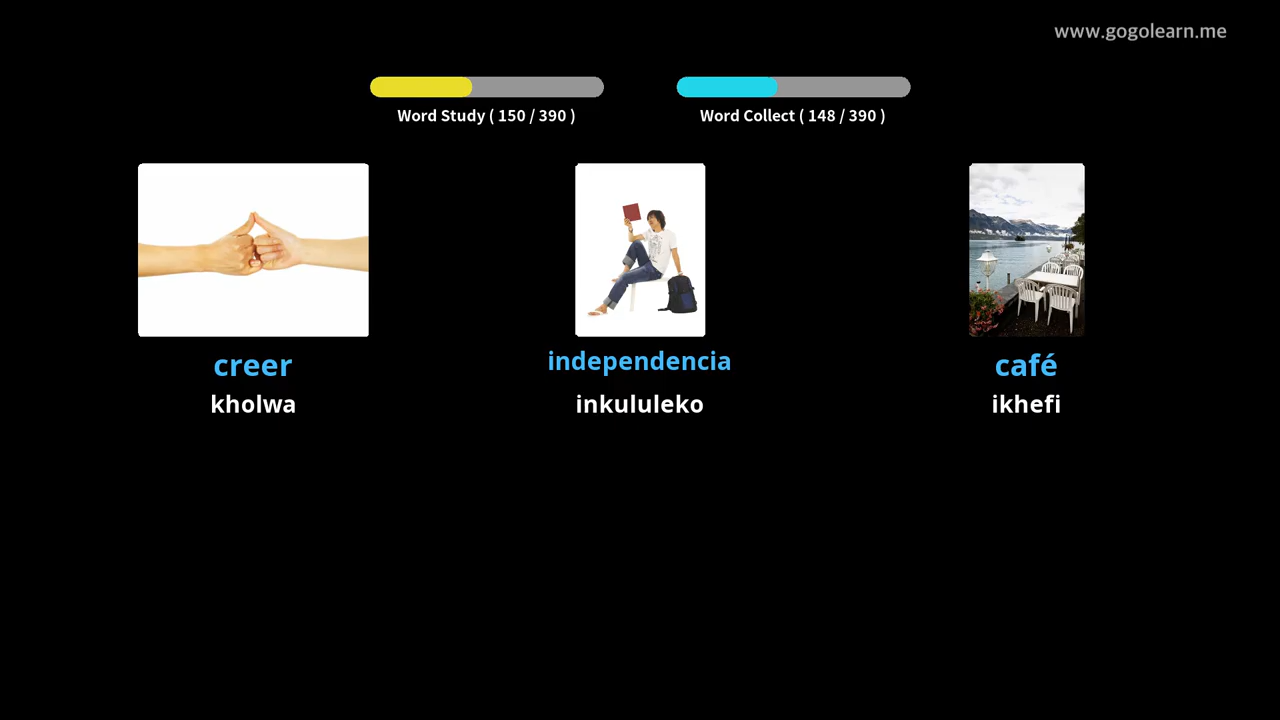 www.gogolearn.me
Word Study ( 150 / 390 )
Word Collect ( 148 / 390 )
creer
kholwa
independencia
inkululeko
café
ikhefi